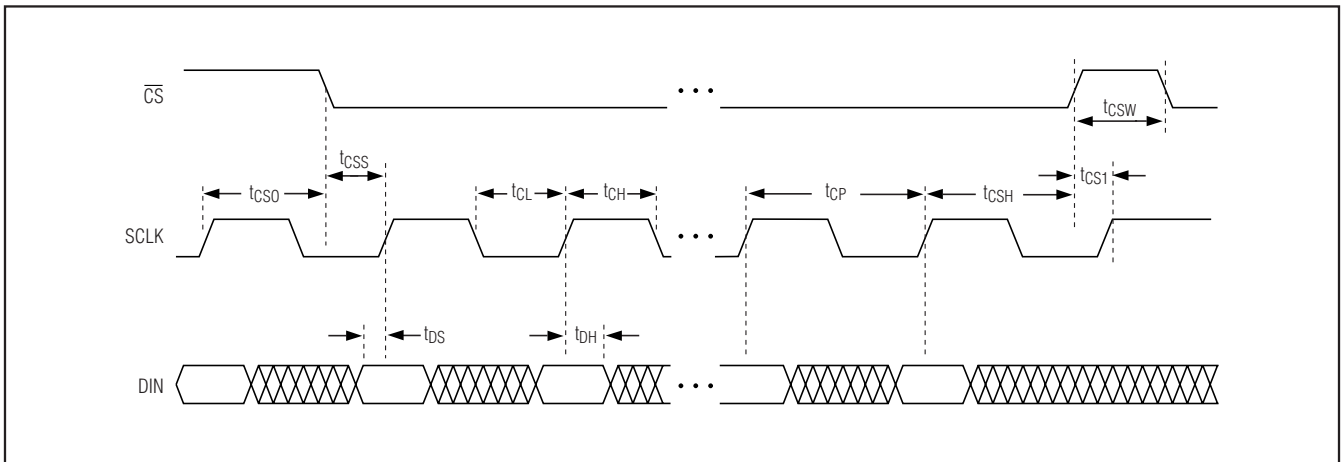 CS
tCSW
tCSS
tCSO
tCL
tCH
tCP
tCSH
tCS1
SCLK
tDS
tDH
DIN